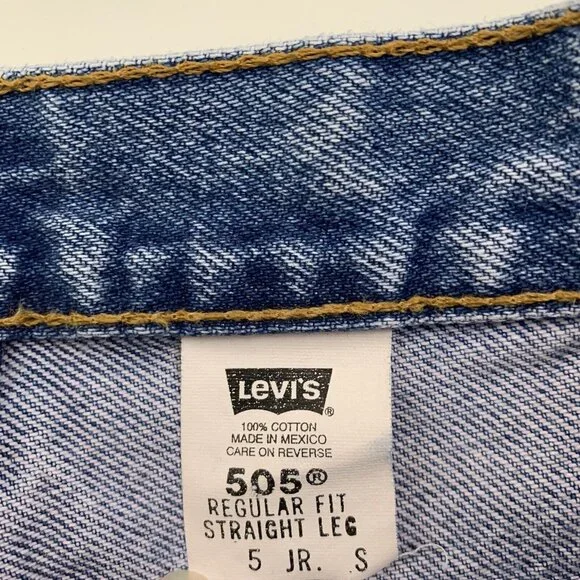 LEVI'S®
100% COTTON
MADE IN MEXICO
CARE ON REVERSE
505®
REGULAR FIT
STRAIGHT LEG
5 JR. S